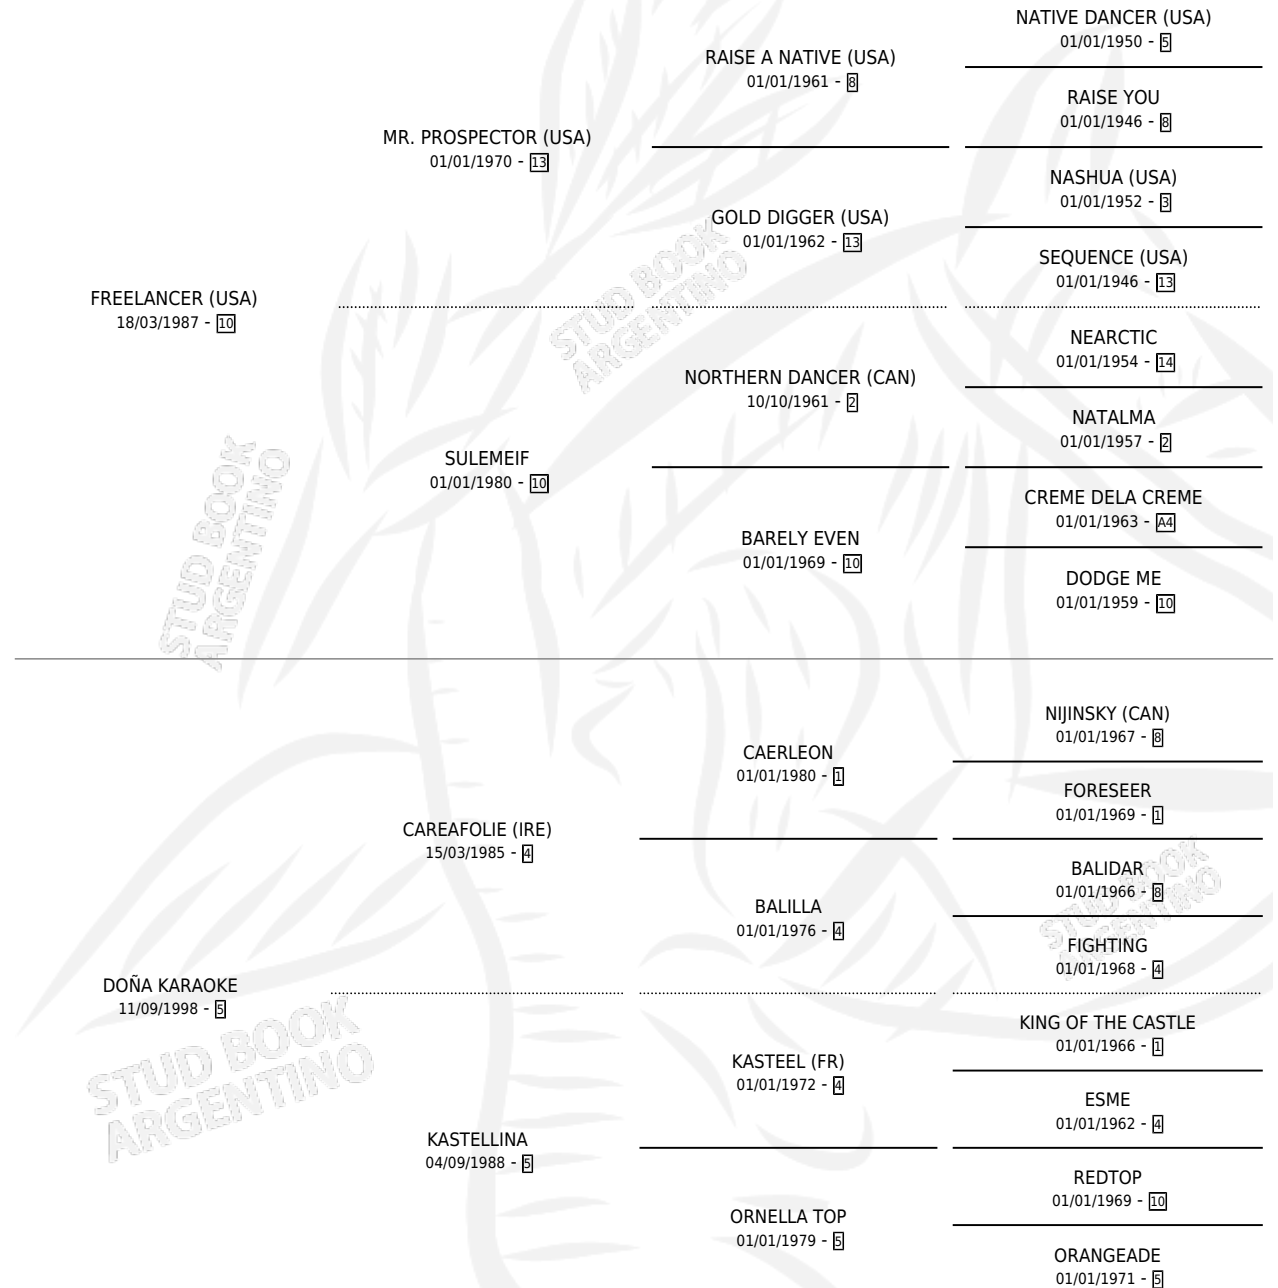 NATIVE DANCER (USA)
01/01/1950 - 5
RAISE A NATIVE (USA)
01/01/1961 - 8
RAISE YOU
01/01/1946 - 8
MR. PROSPECTOR (USA)
01/01/1970 - 13
NASHUA (USA)
01/01/1952 - 3
GOLD DIGGER (USA)
01/01/1962 - 13
SEQUENCE (USA)
01/01/1946 - 13
FREELANCER (USA)
18/03/1987 - 10
STUD BOOK
ARGENTINO
NEARCTIC
01/01/1954 - 14
NORTHERN DANCER (CAN)
10/10/1961 - 2
NATALMA
01/01/1957 - 2
SULEMEIF
01/01/1980 - 10
CREME DELA CREME
01/01/1963 - A4
BARELY EVEN
01/01/1969 - 10
DODGE ME
01/01/1959 - 10
STUD BOOK
ARGENTINO
NIJINSKY (CAN)
01/01/1967 - 8
CAERLEON
01/01/1980 - 1
FORESEER
01/01/1969 - 1
CAREAFOLIE (IRE)
15/03/1985 - 4
BALIDAR
01/01/1966 - 8
BALILLA
01/01/1976 - 4
STUD BOOK
ARGENTINO
FIGHTING
01/01/1968 - 4
DOÑA KARAOKE
11/09/1998 - 5
KING OF THE CASTLE
01/01/1966 - 1
KASTEEL (FR)
01/01/1972 - 4
STUD BOOK
ARGENTINO
ESME
01/01/1962 - 4
KASTELLINA
04/09/1988 - 5
REDTOP
01/01/1969 - 10
ORNELLA TOP
01/01/1979 - 5
ORANGEADE
01/01/1971 - 5